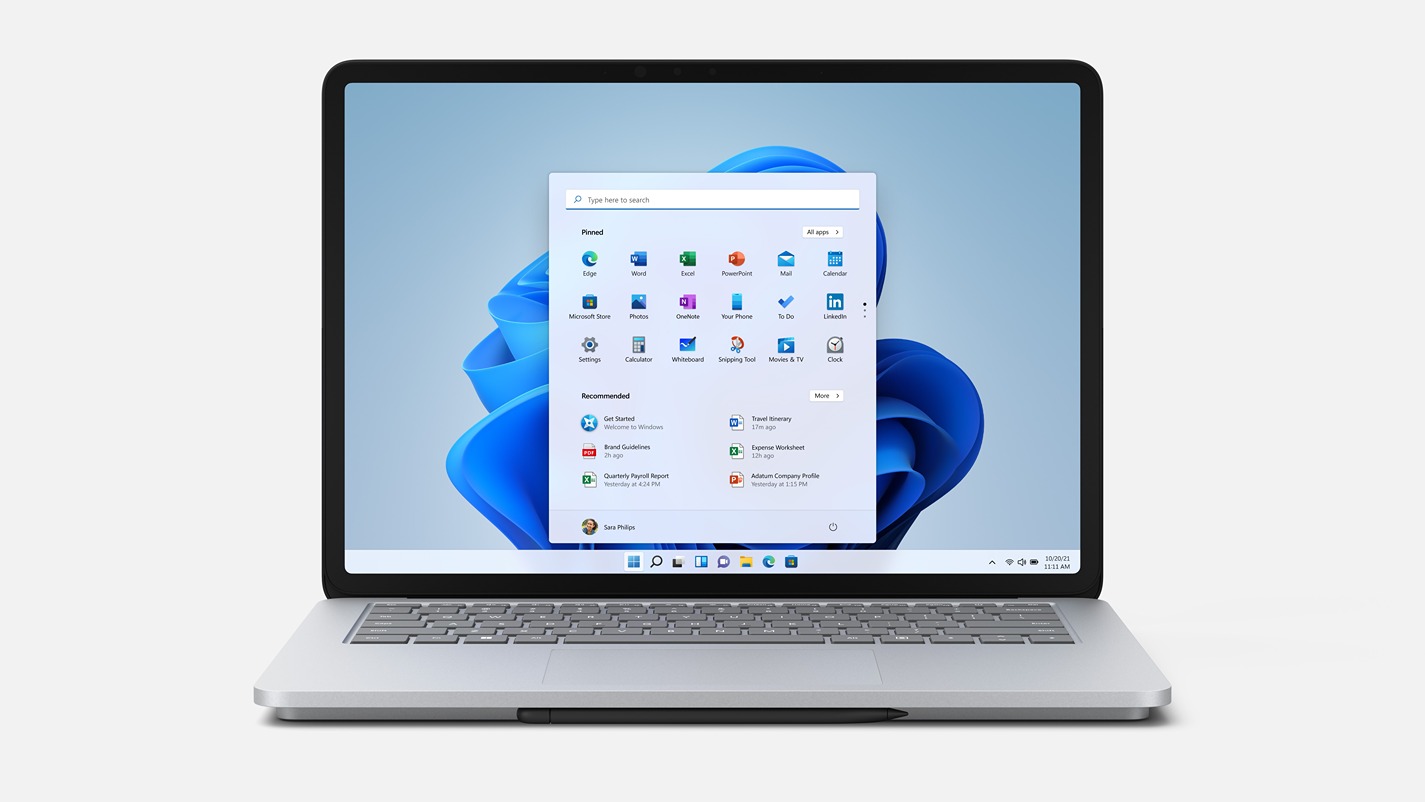 Type here to search
Pinned
All apps
Edge
Word
Excel
PowerPoint
Mail
Calendar
Microsoft Store
Photos
OneNote
Your Phone
To Do
LinkedIn
Settings
Calculator
Whiteboard
Snipping Tool
Movies & TV
Clock
Recommended
More
Get Started
Welcome to Windows
Travel Itinerary
17m ago
Brand Guidelines
2h ago
Expense Worksheet
12h ago
Quarterly Payroll Report
Yesterday at 4:24 PM
Adatum Company Profile
Yesterday at 1:15 PM
Sara Philips
10/20/21
11:11 AM